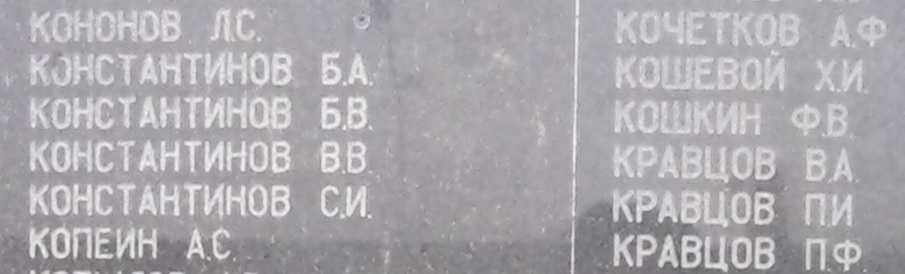 КОНОНОВ Л.С.
КОНСТАНТИНОВ Б.А.
КОНСТАНТИНОВ Б.В.
КОНСТАНТИНОВ В.В
КОНСТАНТИНОВ С.И.
КОПЕИН А.С.
КОЧЕТКОВ А.Ф
КОШЕВОЙ Х.И.
КОШКИН Ф.В.
КРАВЦОВ В.А.
КРАВЦОВ П.И
КРАВЦОВ П.Ф.